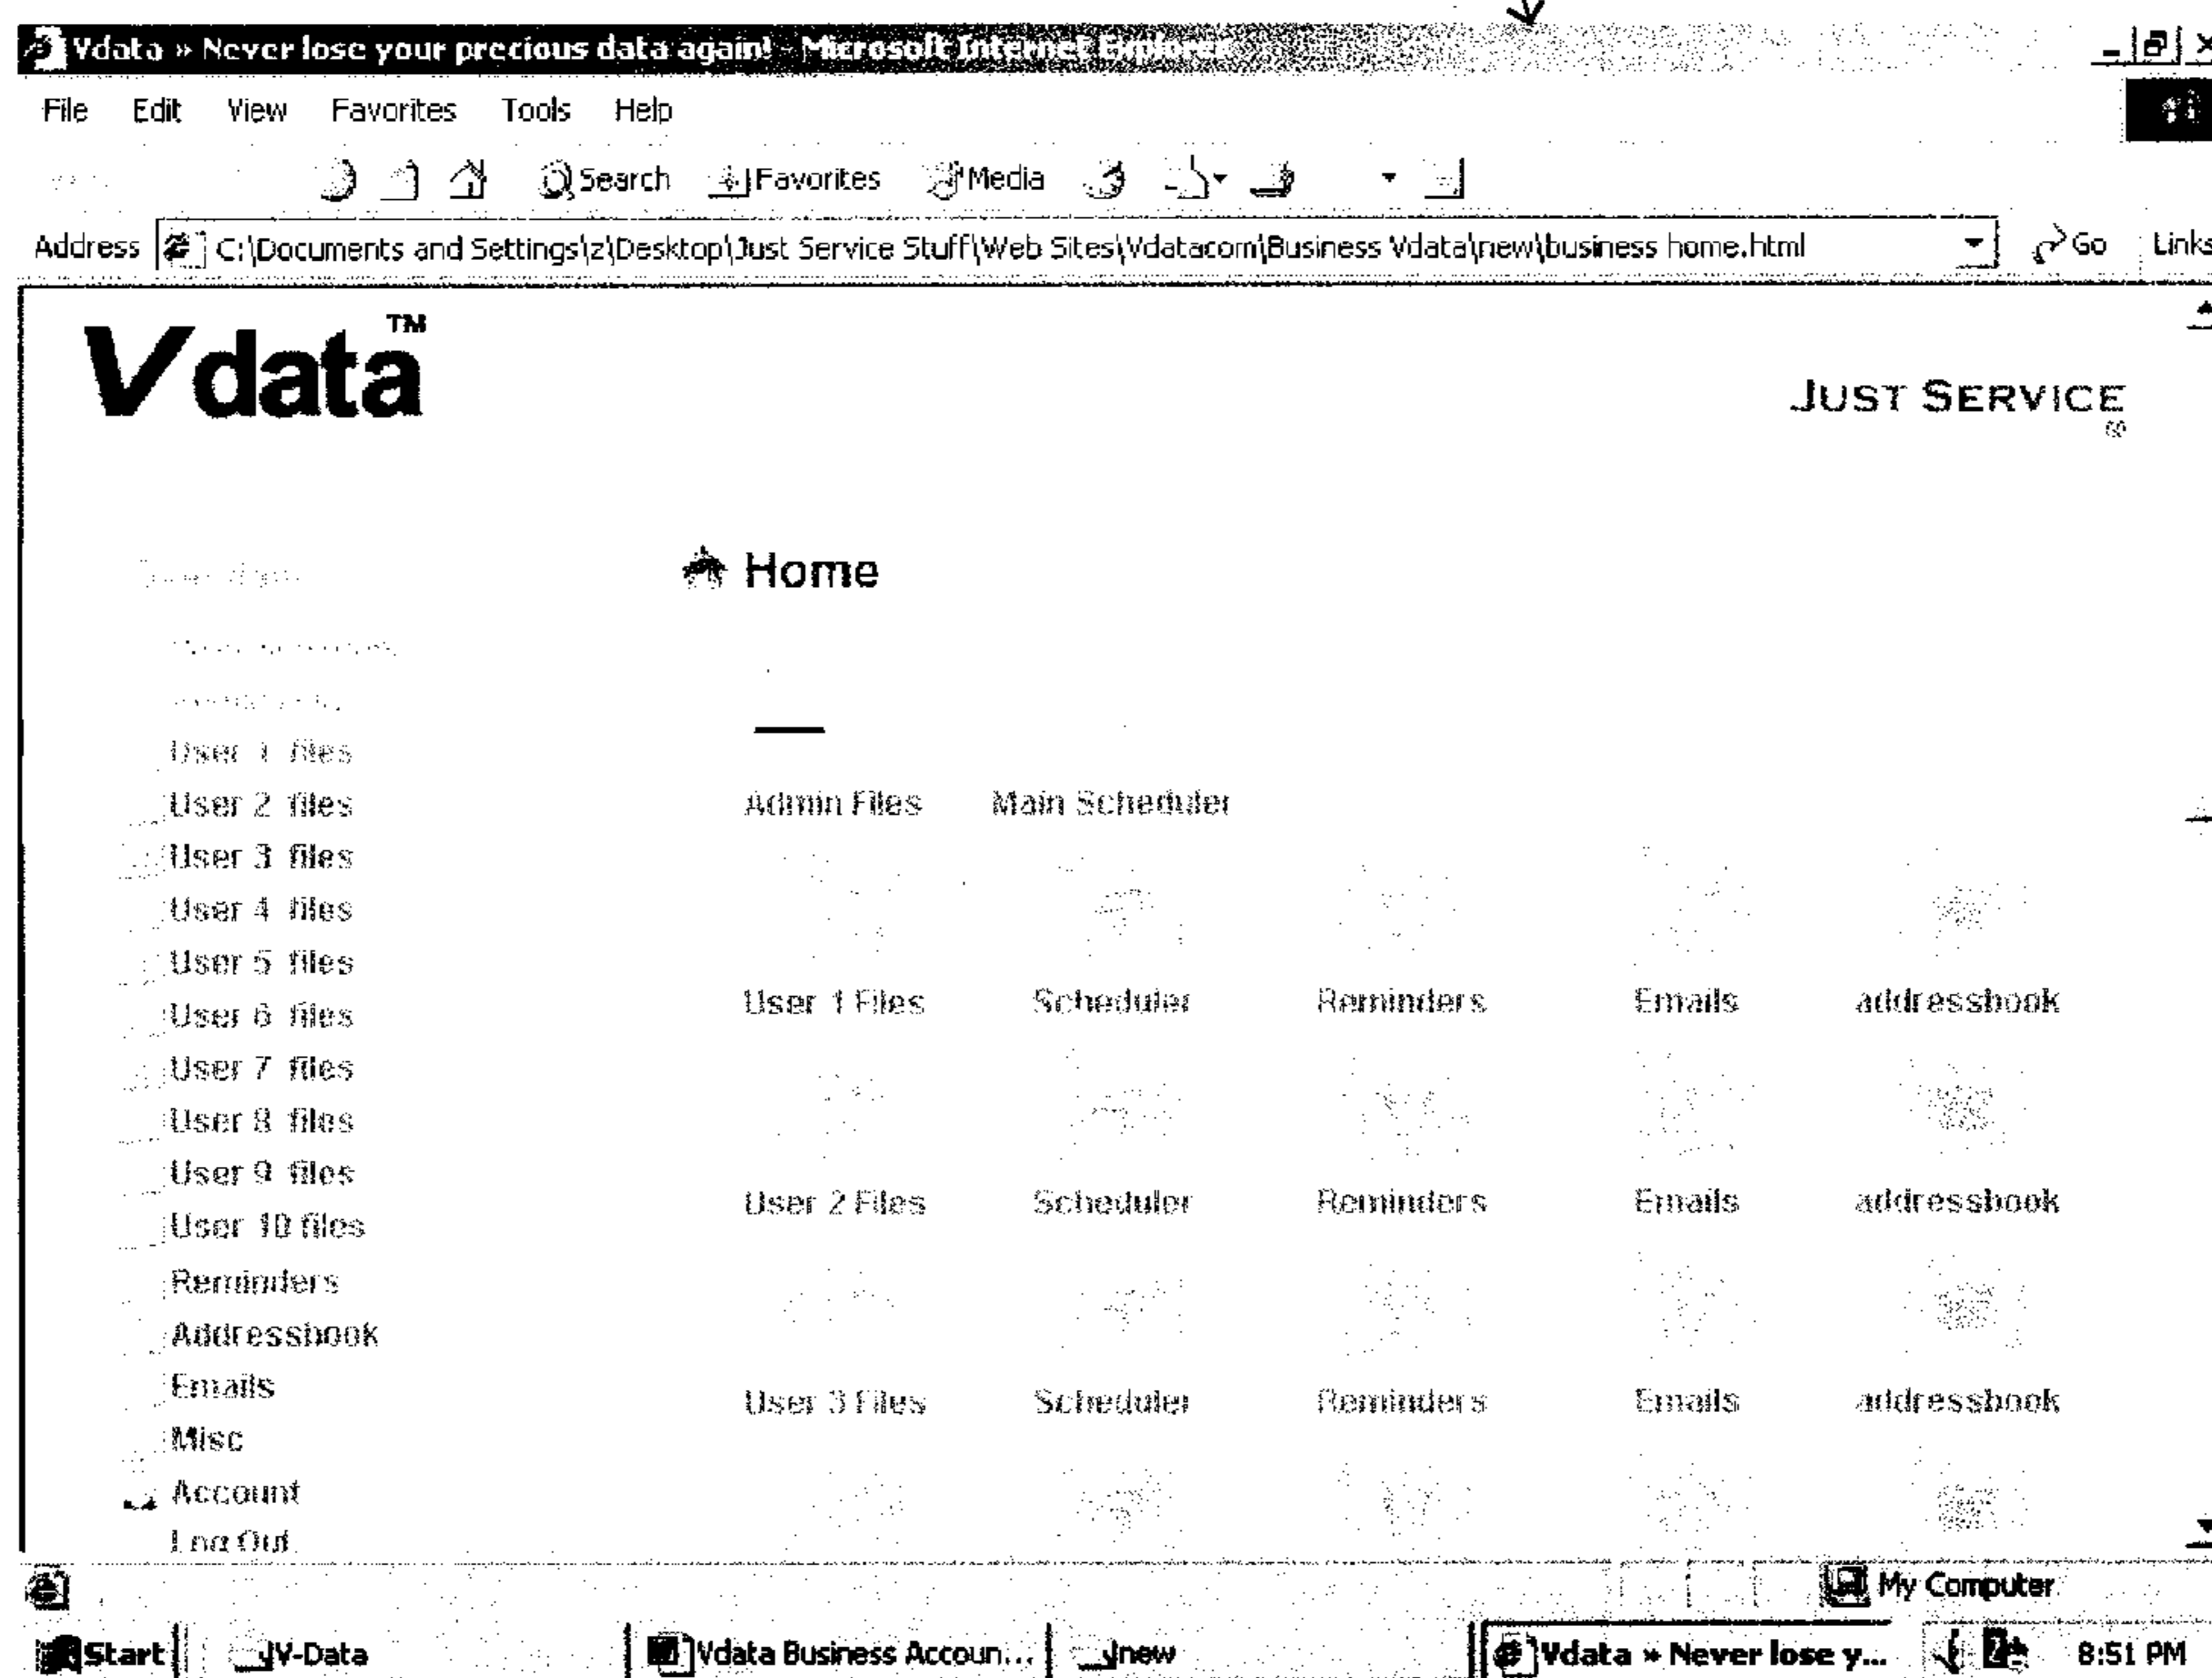 Vdata » Never lose your precious data again! - Microsoft Internet Explorer
File Edit View Favorites Tools Help
Search Favorites Media
Address C:\Documents and Settings\z\Desktop\Just Service Stuff\Web Sites\Vdatacom\Business Vdata\new\business home.html Go Links
Vdata™
JUST SERVICE
®
Home
User 1 files
User 2 files
User 3 files
User 4 files
User 5 files
User 6 files
User 7 files
User 8 files
User 9 files
User 10 files
Reminders
Addressbook
Emails
Misc
Account
Log Out
Admin Files Main Scheduler
User 1 Files Scheduler Reminders Emails addressbook
User 2 Files Scheduler Reminders Emails addressbook
User 3 Files Scheduler Reminders Emails addressbook
My Computer
Start V-Data Vdata Business Accoun... new Vdata » Never lose y... 8:51 PM